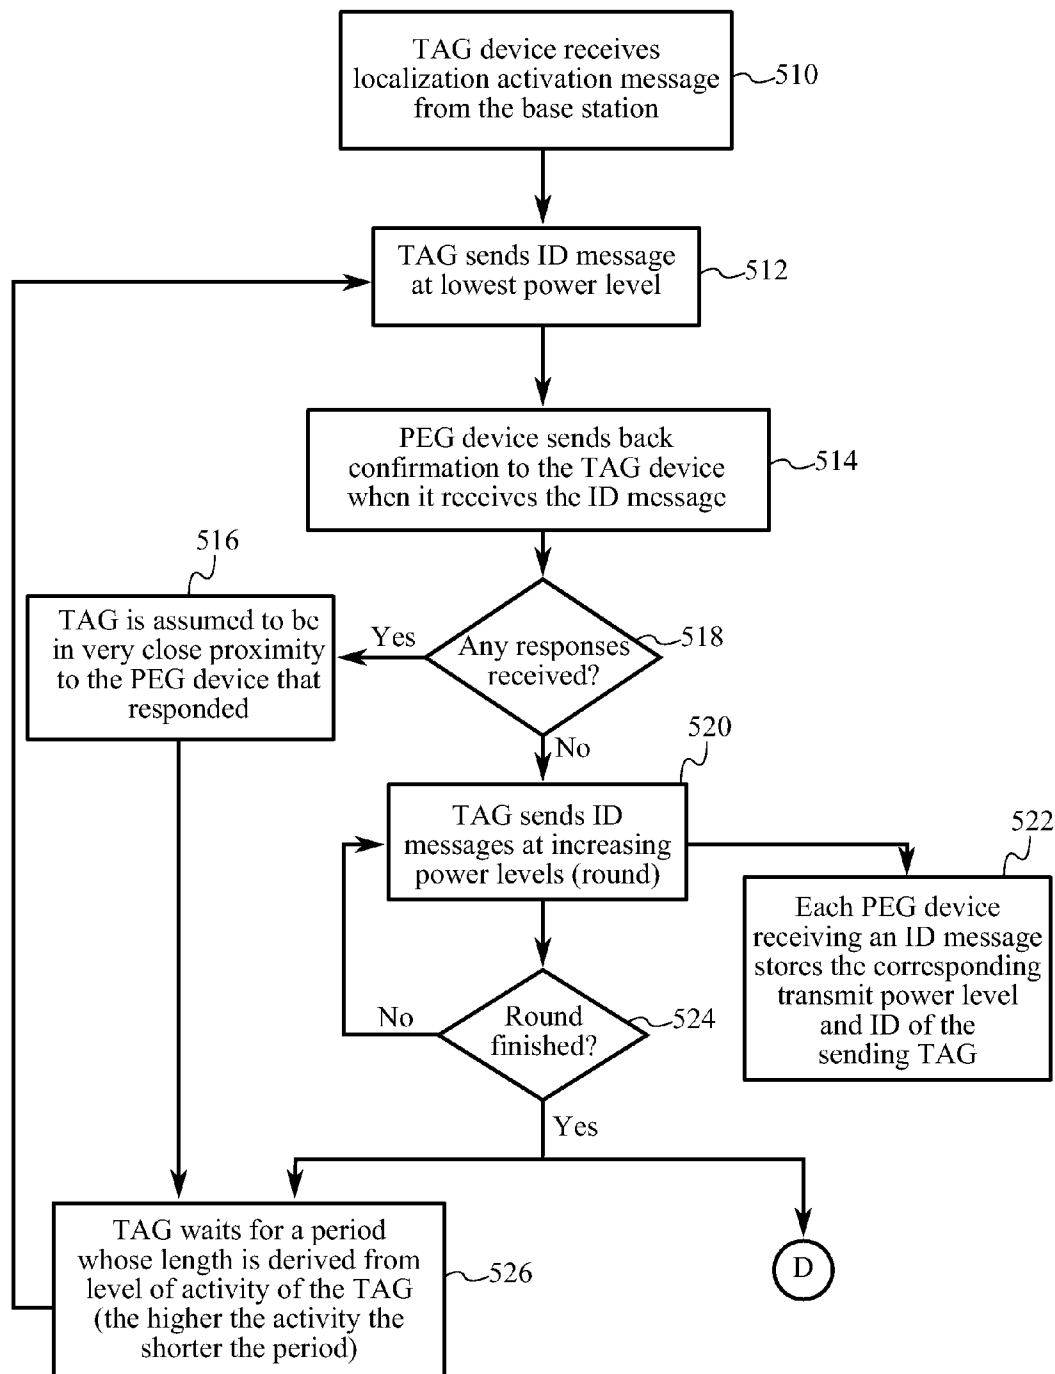 TAG device receives
localization activation message
from the base station
510
TAG sends ID message
at lowest power level
512
PEG device sends back
confirmation to the TAG device
when it receives the ID message
514
516
TAG is assumed to be
in very close proximity
to the PEG device that
responded
Yes
Any responses
received?
518
No
520
TAG sends ID
messages at increasing
power levels (round)
522
Each PEG device
receiving an ID message
stores the corresponding
transmit power level
and ID of the
sending TAG
No
Round
finished?
524
Yes
TAG waits for a period
whose length is derived from
level of activity of the TAG
(the higher the activity the
shorter the period)
526
D